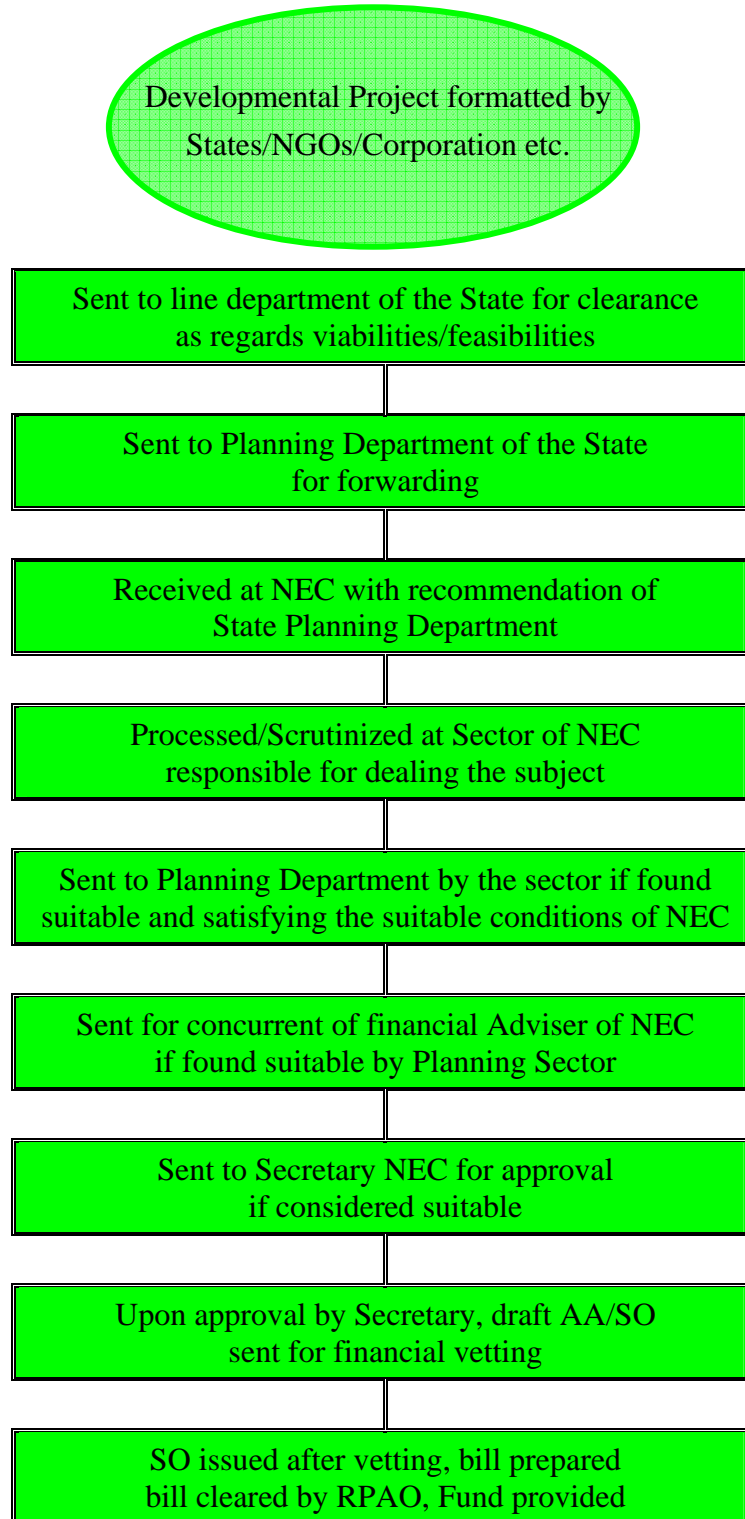 Developmental Project formatted by
States/NGOs/Corporation etc.
Sent to line department of the State for clearance
as regards viabilities/feasibilities
Sent to Planning Department of the State
for forwarding
Received at NEC with recommendation of
State Planning Department
Processed/Scrutinized at Sector of NEC
responsible for dealing the subject
Sent to Planning Department by the sector if found
suitable and satisfying the suitable conditions of NEC
Sent for concurrent of financial Adviser of NEC
if found suitable by Planning Sector
Sent to Secretary NEC for approval
if considered suitable
Upon approval by Secretary, draft AA/SO
sent for financial vetting
SO issued after vetting, bill prepared
bill cleared by RPAO, Fund provided